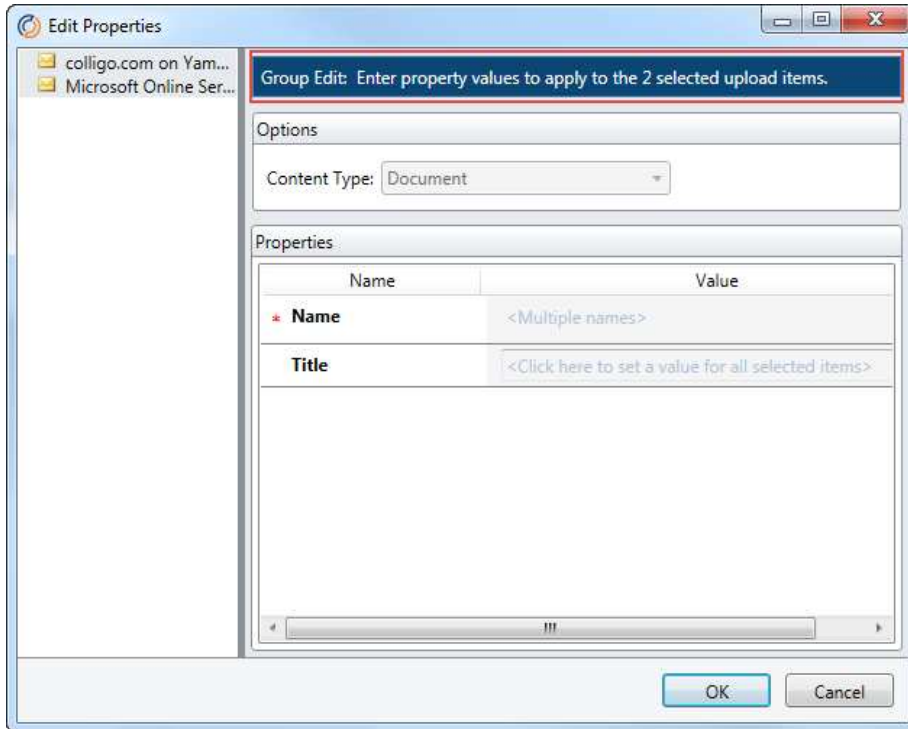 Edit Properties
colligo.com on Yam...
Microsoft Online Ser...
Group Edit: Enter property values to apply to the 2 selected upload items.
Options
Content Type: Document
Properties
Name Value
* Name <Multiple names>
Title <Click here to set a value for all selected items>
OK Cancel